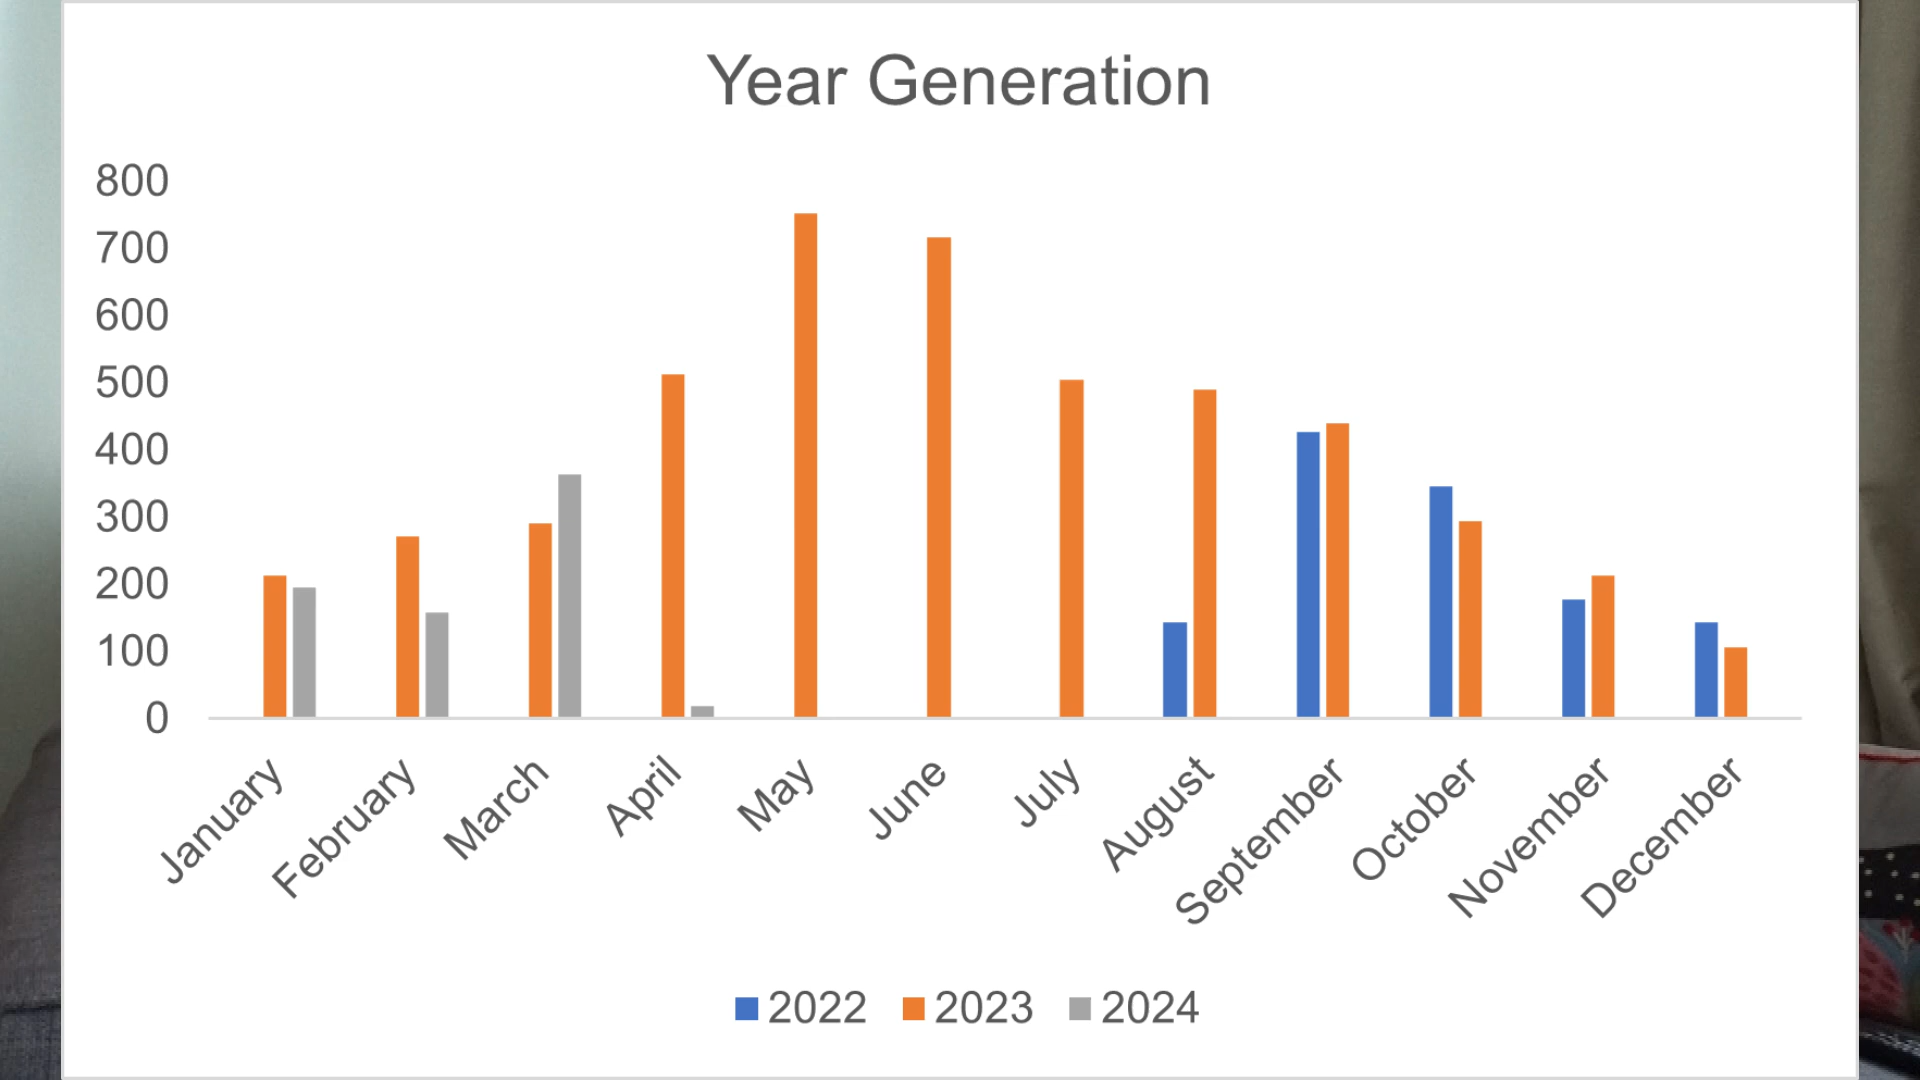 Year Generation
800
700
600
500
400
300
200
100
0
January
February
March
April
May
June
July
August
September
October
November
December
2022
2023
2024